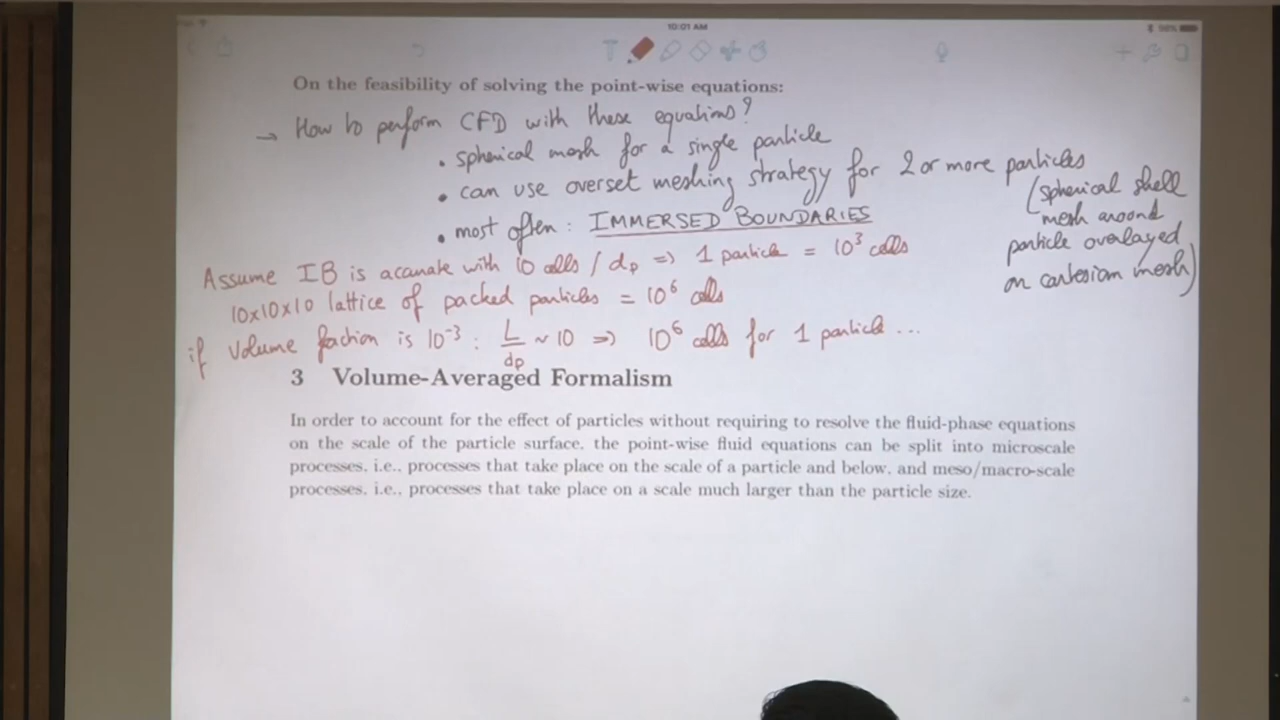 10:01 AM
98%
On the feasibility of solving the point-wise equations:
→ How to perform CFD with these equations?
• spherical mesh for a single particle
• can use overset meshing strategy for 2 or more particles
(spherical shell
mesh around
particle overlayed
on cartesian mesh)
• most often: IMMERSED BOUNDARIES
Assume IB is accurate with 10 cells / dp ⇒ 1 particle = 10³ cells
10x10x10 lattice of packed particles = 10⁶ cells
if volume fraction is 10⁻³ : L/dp ~ 10 ⇒ 10⁶ cells for 1 particle ...
3 Volume-Averaged Formalism
In order to account for the effect of particles without requiring to resolve the fluid-phase equations
on the scale of the particle surface, the point-wise fluid equations can be split into microscale
processes, i.e., processes that take place on the scale of a particle and below, and meso/macro-scale
processes, i.e., processes that take place on a scale much larger than the particle size.